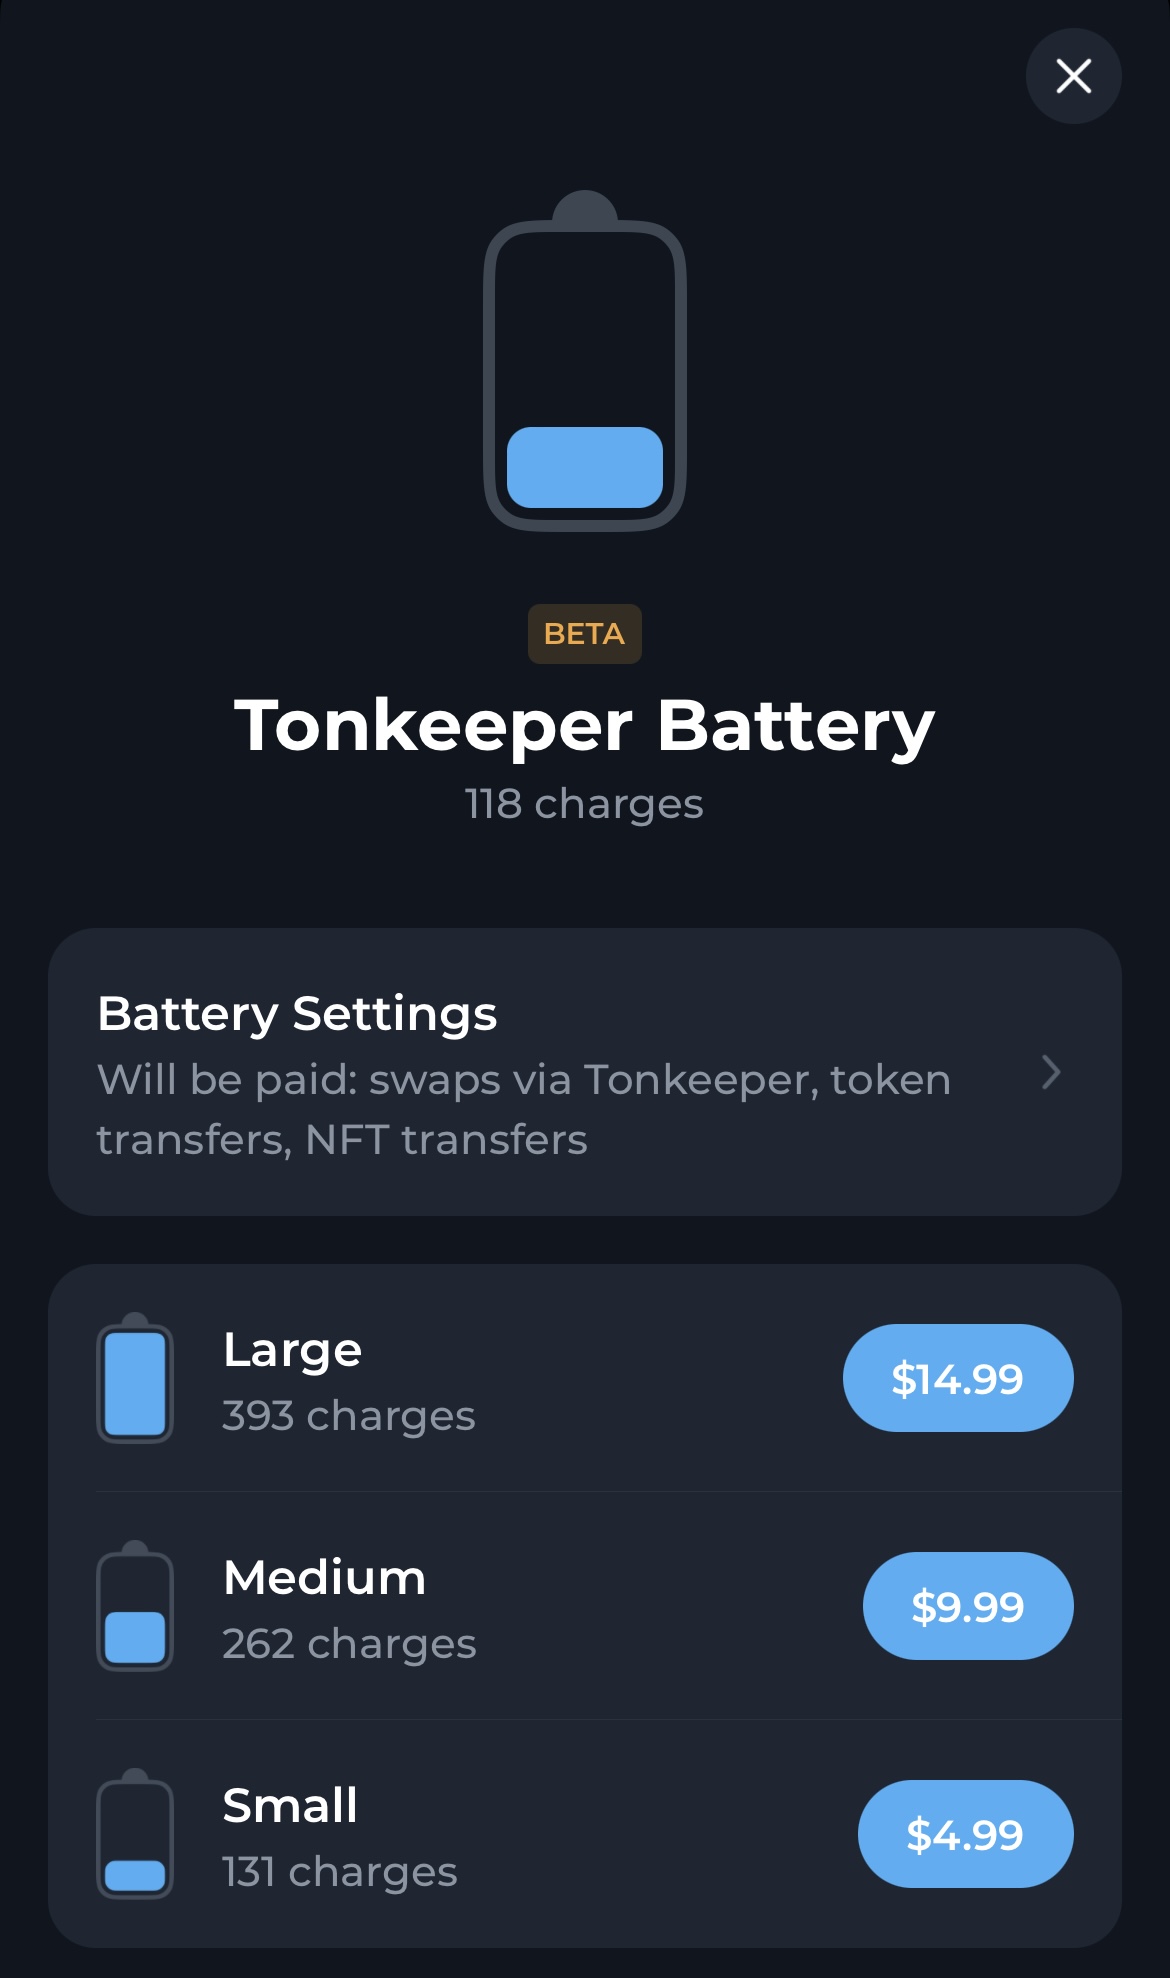 BETA
Tonkeeper Battery
118 charges
Battery Settings
Will be paid: swaps via Tonkeeper, token
transfers, NFT transfers
Large
393 charges
$14.99
Medium
262 charges
$9.99
Small
131 charges
$4.99